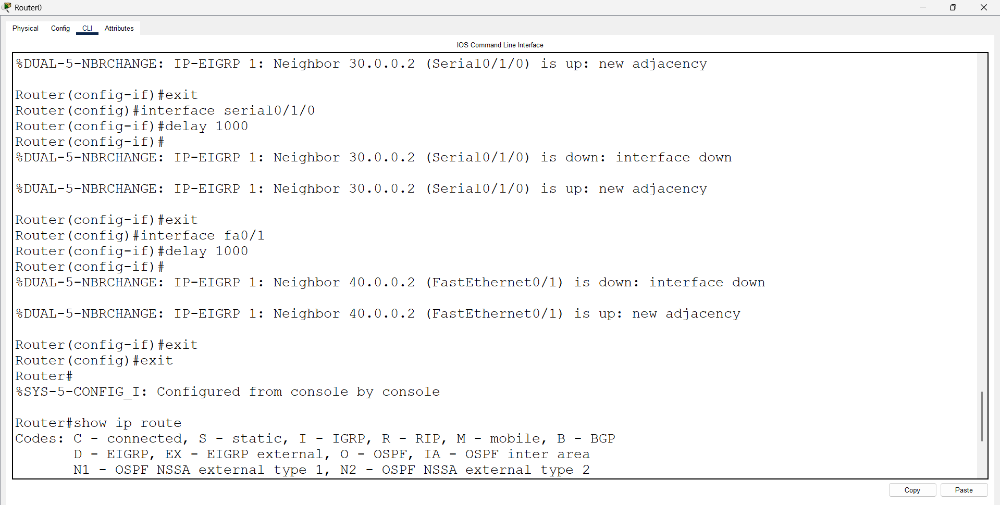 Router0
Physical Config CLI Attributes
IOS Command Line Interface
%DUAL-5-NBRCHANGE: IP-EIGRP 1: Neighbor 30.0.0.2 (Serial0/1/0) is up: new adjacency
Router(config-if)#exit
Router(config)#interface serial0/1/0
Router(config-if)#delay 1000
Router(config-if)#
%DUAL-5-NBRCHANGE: IP-EIGRP 1: Neighbor 30.0.0.2 (Serial0/1/0) is down: interface down
%DUAL-5-NBRCHANGE: IP-EIGRP 1: Neighbor 30.0.0.2 (Serial0/1/0) is up: new adjacency
Router(config-if)#exit
Router(config)#interface fa0/1
Router(config-if)#delay 1000
Router(config-if)#
%DUAL-5-NBRCHANGE: IP-EIGRP 1: Neighbor 40.0.0.2 (FastEthernet0/1) is down: interface down
%DUAL-5-NBRCHANGE: IP-EIGRP 1: Neighbor 40.0.0.2 (FastEthernet0/1) is up: new adjacency
Router(config-if)#exit
Router(config)#exit
Router#
%SYS-5-CONFIG_I: Configured from console by console
Router#show ip route
Codes: C - connected, S - static, I - IGRP, R - RIP, M - mobile, B - BGP
D - EIGRP, EX - EIGRP external, O - OSPF, IA - OSPF inter area
N1 - OSPF NSSA external type 1, N2 - OSPF NSSA external type 2
Copy Paste